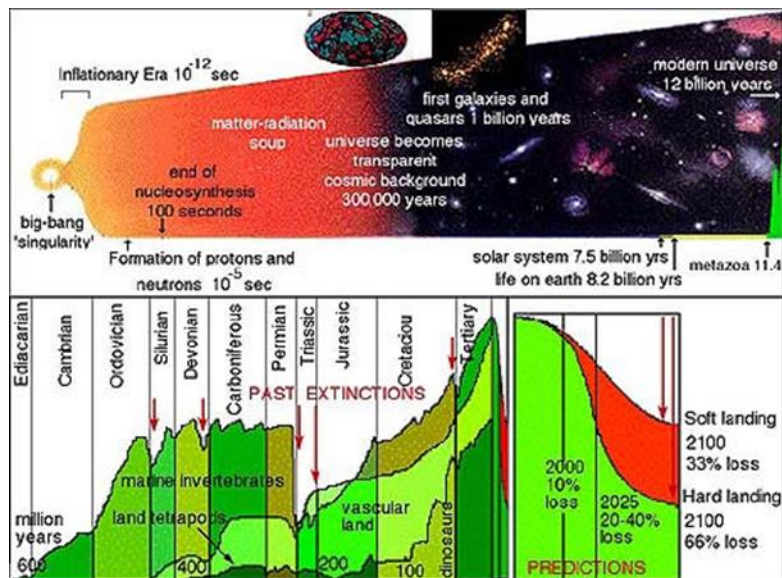 Inflationary Era 10⁻¹² sec
matter-radiation
soup
end of
nucleosynthesis
100 seconds
big-bang
'singularity'
Formation of protons and
neutrons 10⁻⁵ sec
universe becomes
transparent
cosmic background
300,000 years
first galaxies and
quasars 1 billion years
modern universe
12 billion years
solar system 7.5 billion yrs
life on earth 8.2 billion yrs
metazoa 11.4
Ediacarian
Cambrian
Ordovician
Silurian
Devonian
Carboniferous
Permian
Triassic
Jurassic
Cretaciou
Tertiary
PAST EXTINCTIONS
marine invertebrates
land tetrapods
vascular
land
dinosaurs
million
years
600
400
200
100
2000
10%
loss
2025
20-40%
loss
PREDICTIONS
Soft landing
2100
33% loss
Hard landing
2100
66% loss